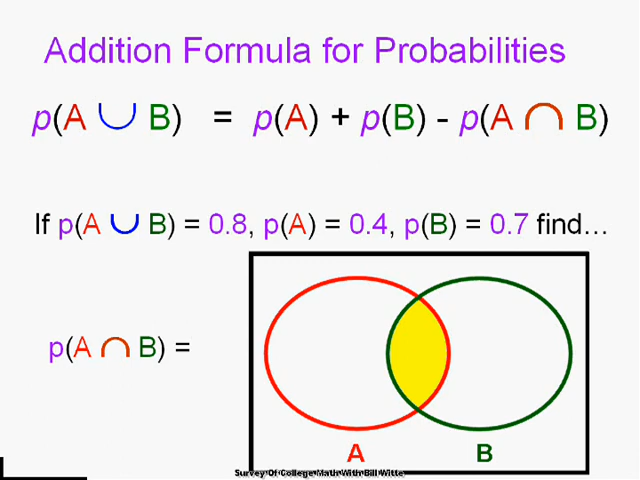 Addition Formula for Probabilities
p(A ∪ B) = p(A) + p(B) - p(A ∩ B)
If p(A ∪ B) = 0.8, p(A) = 0.4, p(B) = 0.7 find…
p(A ∩ B) =
A B
Survey Of College Math With Bill Witte